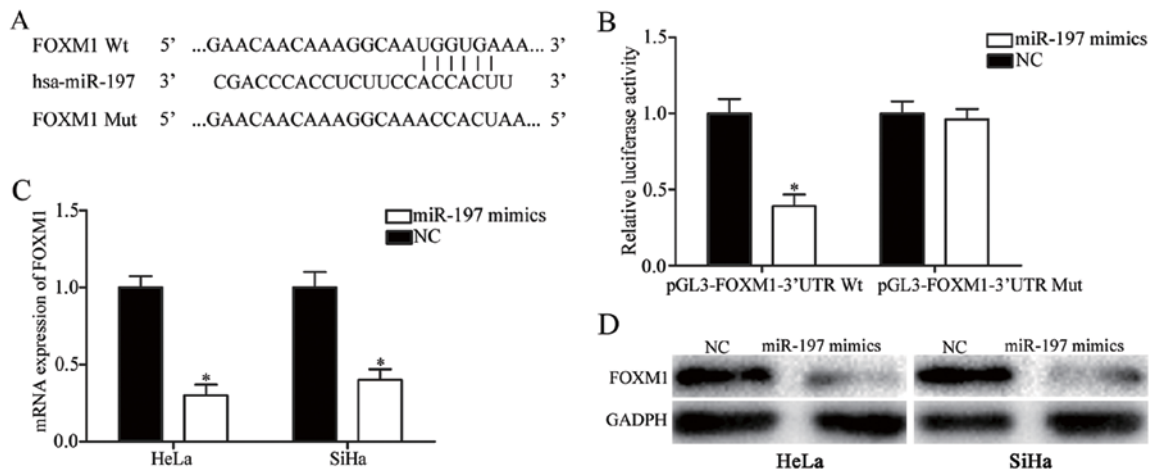 A
FOXM1 Wt 5' ...GAACAACAAAGGCAAUGGUGAAA... 3'
hsa-miR-197 3' CGACCCACCUCUUCCACCACUU 3'
FOXM1 Mut 5' ...GAACAACAAAGGCAAACCACUAA... 5'
B
Relative luciferase activity
1.5
1.0
0.5
0.0
miR-197 mimics
NC
*
pGL3-FOXM1-3'UTR Wt
pGL3-FOXM1-3'UTR Mut
C
mRNA expression of FOXM1
1.5
1.0
0.5
0.0
miR-197 mimics
NC
*
*
HeLa
SiHa
D
NC miR-197 mimics NC miR-197 mimics
FOXM1
GADPH
HeLa SiHa